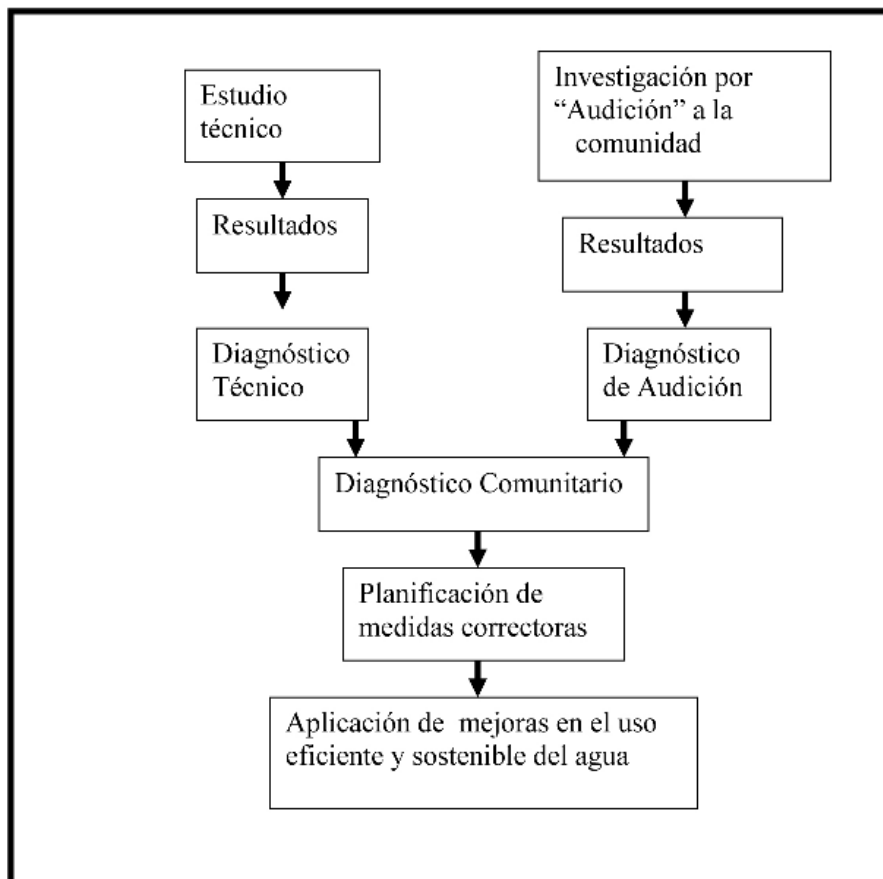 Estudio
técnico
Investigación por
“Audición” a la
comunidad
Resultados
Resultados
Diagnóstico
Técnico
Diagnóstico
de Audición
Diagnóstico Comunitario
Planificación de
medidas correctoras
Aplicación de mejoras en el uso
eficiente y sostenible del agua